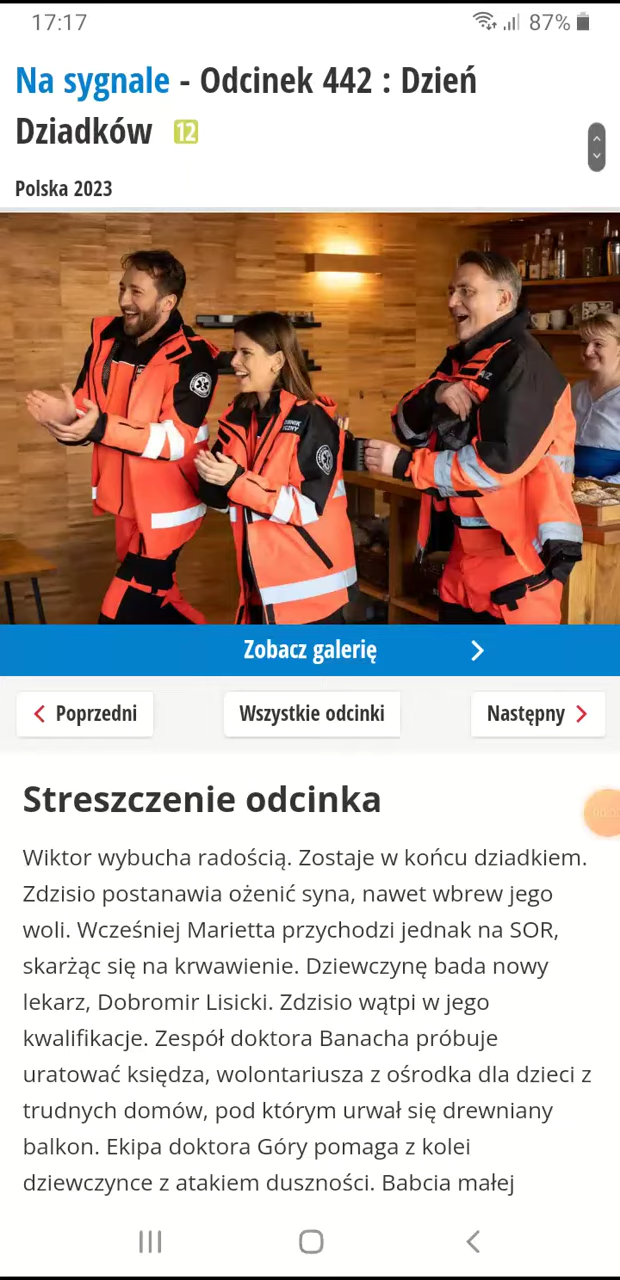 17:17
87%
Na sygnale - Odcinek 442 : Dzień
Dziadków 12
Polska 2023
Zobacz galerię
Poprzedni
Wszystkie odcinki
Następny
Streszczenie odcinka
Wiktor wybucha radością. Zostaje w końcu dziadkiem.
Zdzisio postanawia ożenić syna, nawet wbrew jego
woli. Wcześniej Marietta przychodzi jednak na SOR,
skarżąc się na krwawienie. Dziewczynę bada nowy
lekarz, Dobromir Lisicki. Zdzisio wątpi w jego
kwalifikacje. Zespół doktora Banacha próbuje
uratować księdza, wolontariusza z ośrodka dla dzieci z
trudnych domów, pod którym urwał się drewniany
balkon. Ekipa doktora Góry pomaga z kolei
dziewczynce z atakiem duszności. Babcia małej